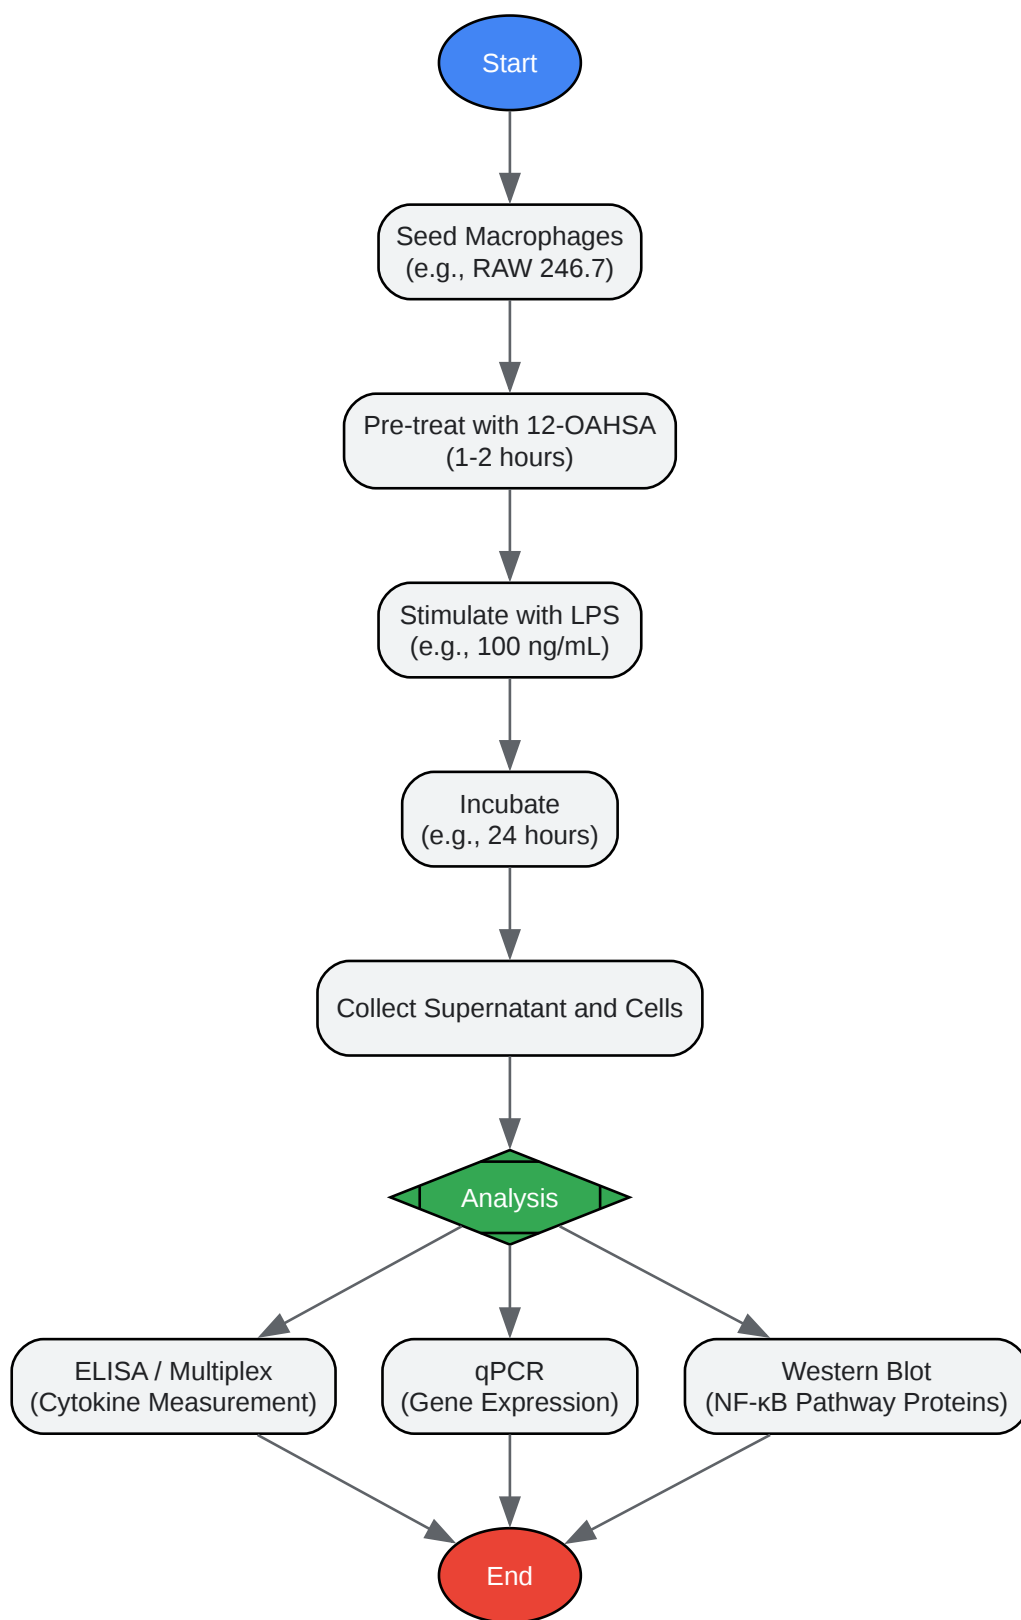 Start
Seed Macrophages
(e.g., RAW 246.7)
Pre-treat with 12-OAHSA
(1-2 hours)
Stimulate with LPS
(e.g., 100 ng/mL)
Incubate
(e.g., 24 hours)
Collect Supernatant and Cells
Analysis
ELISA / Multiplex
(Cytokine Measurement)
qPCR
(Gene Expression)
Western Blot
(NF-κB Pathway Proteins)
End